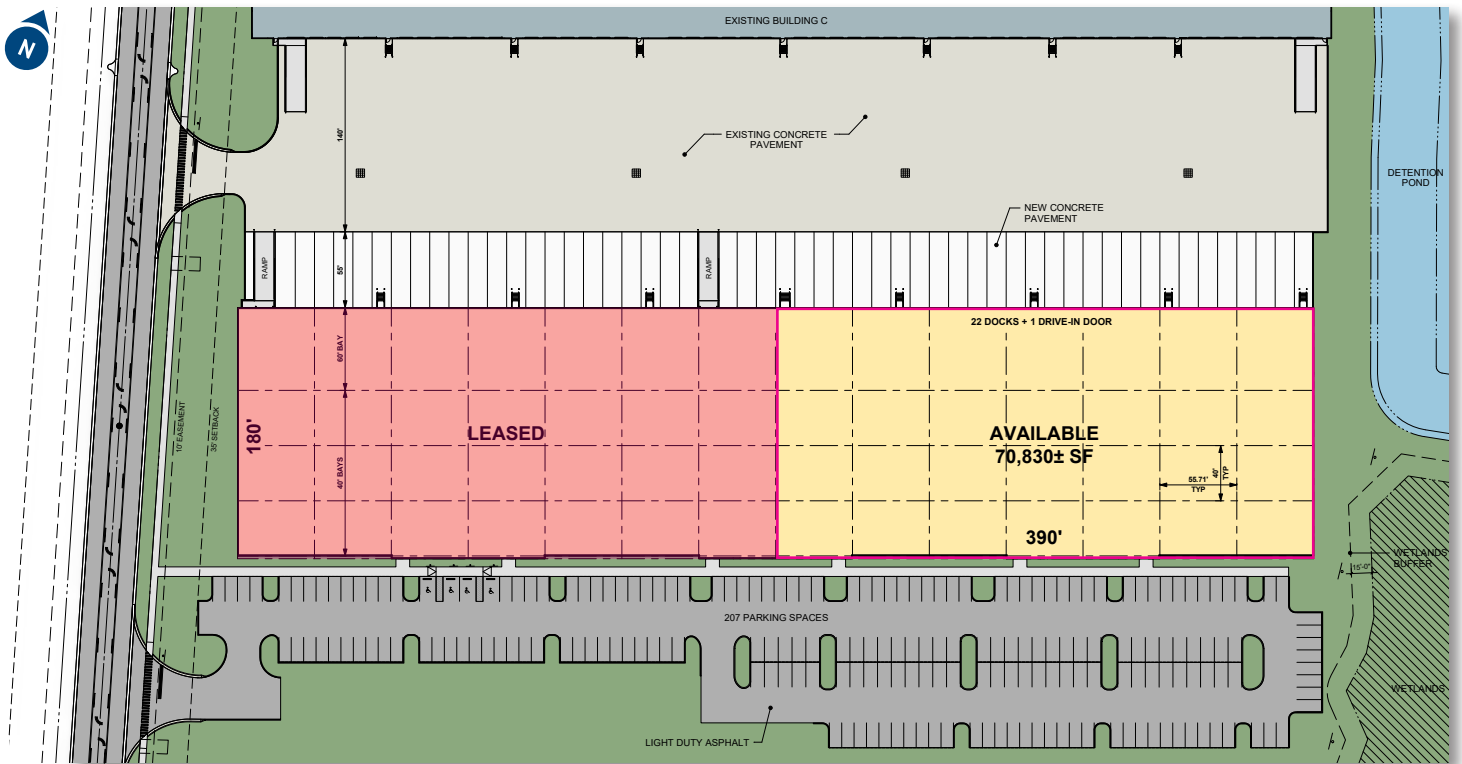 N
EXISTING BUILDING C
140'
EXISTING CONCRETE
PAVEMENT
DETENTION
POND
NEW CONCRETE
PAVEMENT
RAMP
55'
RAMP
22 DOCKS + 1 DRIVE-IN DOOR
60' BAY
10' EASEMENT
35' SETBACK
180'
LEASED
40' BAYS
AVAILABLE
70,830± SF
55.71'
TYP
40'
TYP
390'
WETLANDS
BUFFER
15'-0"
207 PARKING SPACES
WETLANDS
LIGHT DUTY ASPHALT